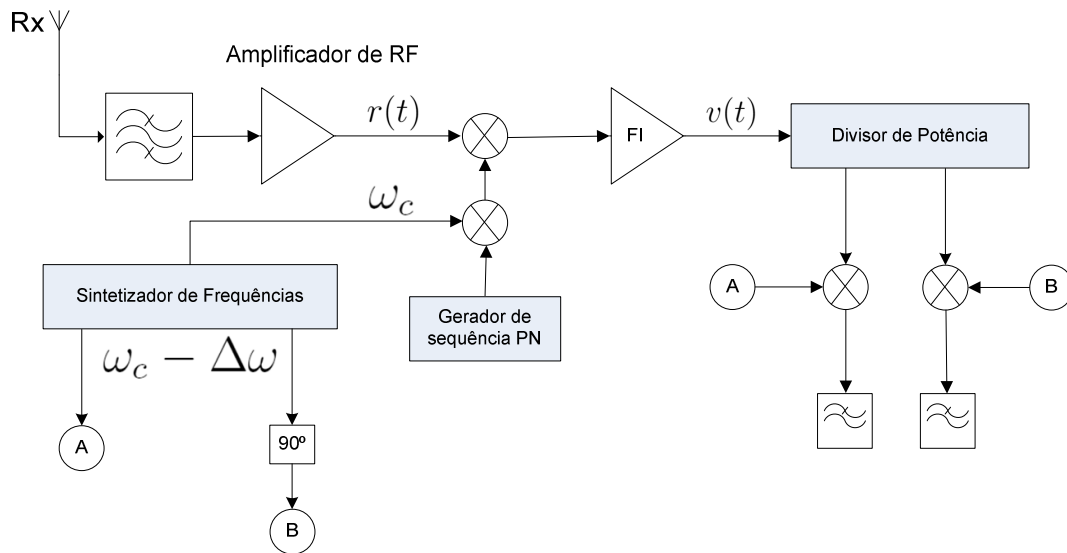 Rx
Amplificador de RF
r(t)
FI
v(t)
Divisor de Potência
ω_c
Sintetizador de Frequências
Gerador de
sequência PN
A
B
ω_c − Δω
A
90º
B